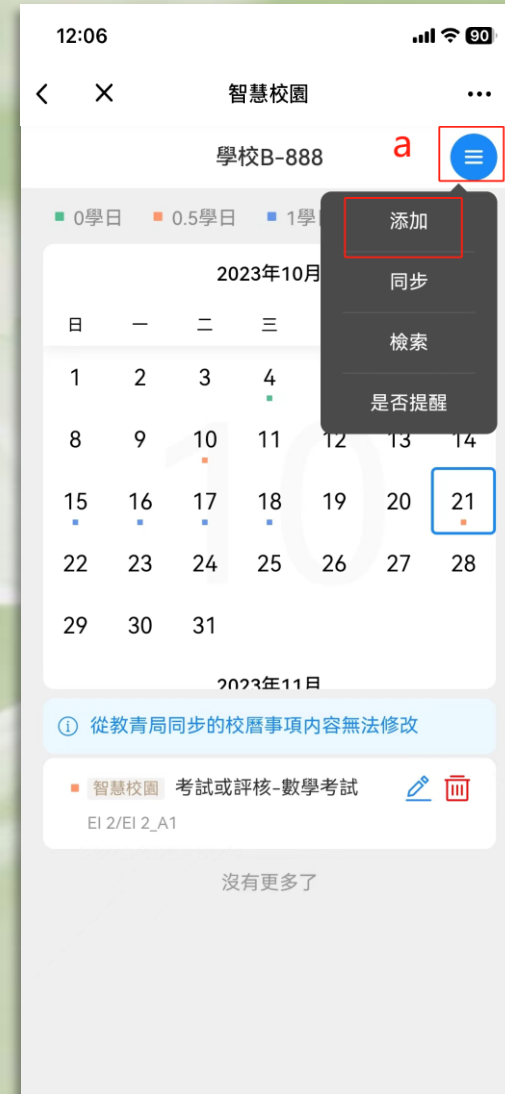 12:06 90
智慧校園
學校B-888 a
0學日 0.5學日 1學
添加
2023年10月
同步
日 一 二 三
檢索
1 2 3 4
是否提醒
8 9 10 11 12 13 14
15 16 17 18 19 20 21
22 23 24 25 26 27 28
29 30 31
2023年11月
從教青局同步的校曆事項内容無法修改
智慧校園 考試或評核-數學考試
EI 2/EI 2_A1
沒有更多了